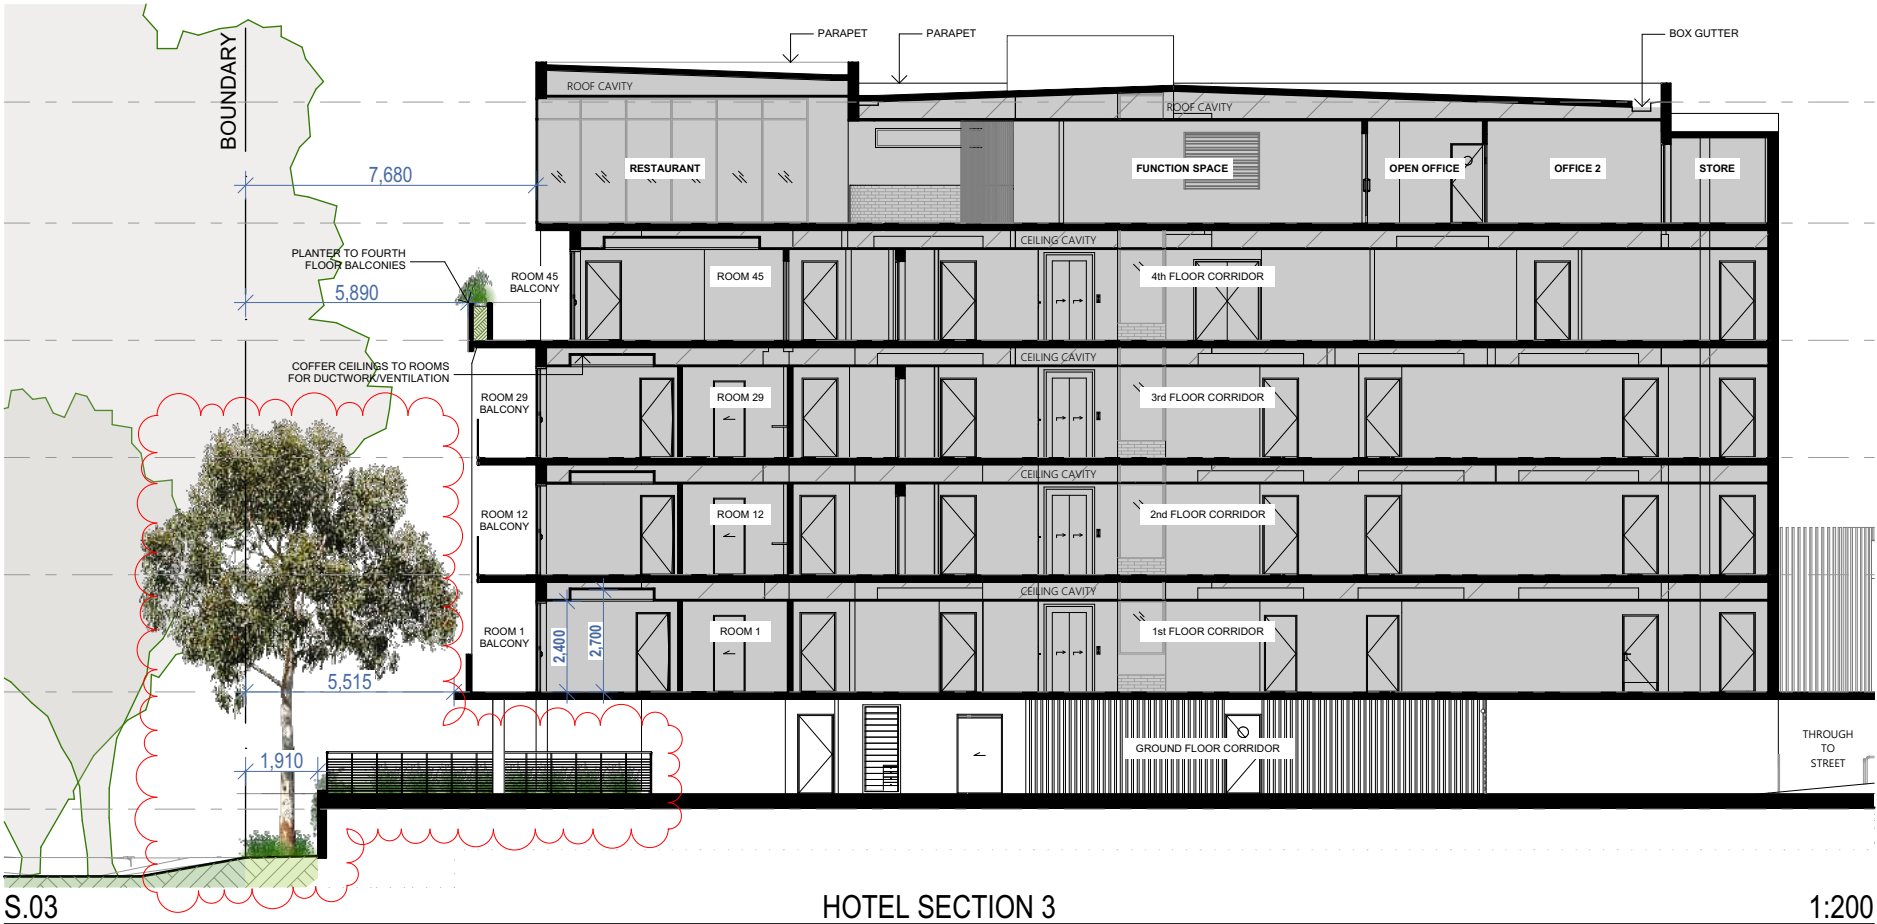 PARAPET
PARAPET
BOX GUTTER
BOUNDARY
ROOF CAVITY
ROOF CAVITY
7,680
RESTAURANT
FUNCTION SPACE
OPEN OFFICE
OFFICE 2
STORE
PLANTER TO FOURTH
FLOOR BALCONIES
5,890
ROOM 45
BALCONY
CEILING CAVITY
ROOM 45
4th FLOOR CORRIDOR
COFFER CEILINGS TO ROOMS
FOR DUCTWORK/VENTILATION
CEILING CAVITY
ROOM 29
BALCONY
ROOM 29
3rd FLOOR CORRIDOR
CEILING CAVITY
ROOM 12
BALCONY
ROOM 12
2nd FLOOR CORRIDOR
CEILING CAVITY
ROOM 1
BALCONY
2,400
2,700
ROOM 1
1st FLOOR CORRIDOR
5,515
1,910
GROUND FLOOR CORRIDOR
THROUGH
TO
STREET
S.03
HOTEL SECTION 3
1:200